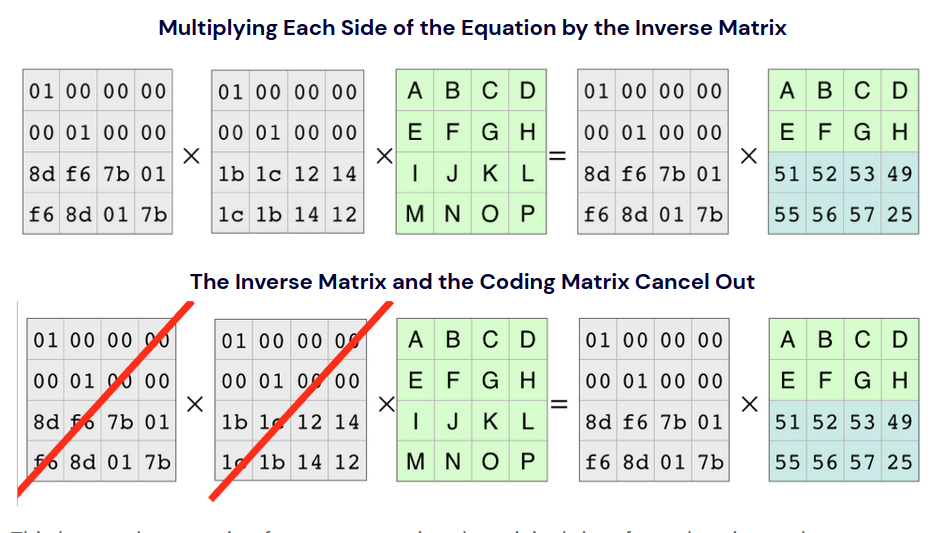 Multiplying Each Side of the Equation by the Inverse Matrix
01 00 00 00 01 00 00 00 A B C D 01 00 00 00 A B C D
00 01 00 00 00 01 00 00 E F G H 00 01 00 00 E F G H
× × = ×
8d f6 7b 01 1b 1c 12 14 I J K L 8d f6 7b 01 51 52 53 49
f6 8d 01 7b 1c 1b 14 12 M N O P f6 8d 01 7b 55 56 57 25
The Inverse Matrix and the Coding Matrix Cancel Out
01 00 00 00 01 00 00 00 A B C D 01 00 00 00 A B C D
00 01 00 00 00 01 00 00 E F G H 00 01 00 00 E F G H
× × = ×
8d f6 7b 01 1b 1c 12 14 I J K L 8d f6 7b 01 51 52 53 49
f6 8d 01 7b 1c 1b 14 12 M N O P f6 8d 01 7b 55 56 57 25